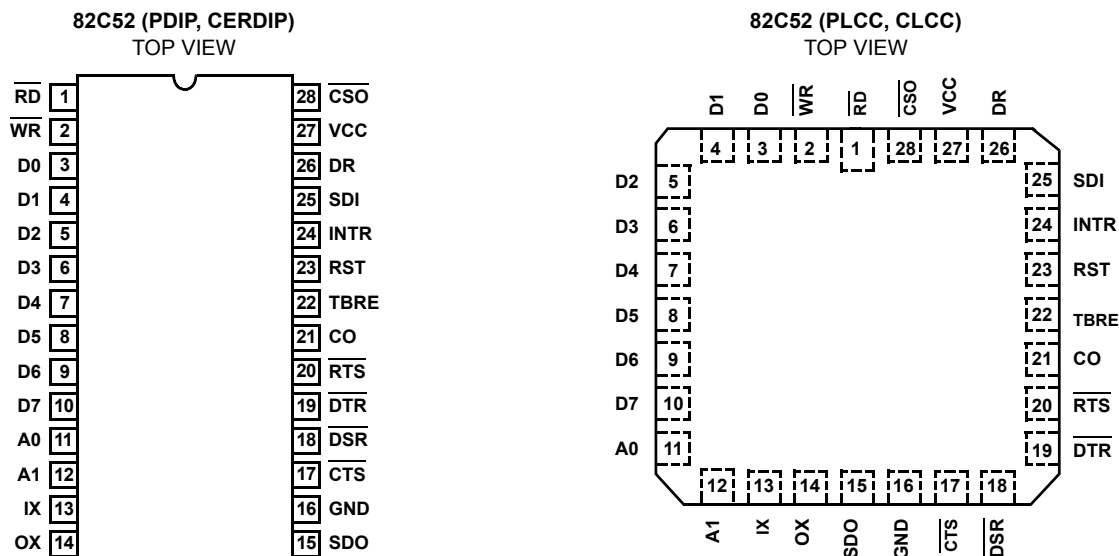 82C52 (PDIP, CERDIP)
TOP VIEW
RD 1 28 CSO
WR 2 27 VCC
D0 3 26 DR
D1 4 25 SDI
D2 5 24 INTR
D3 6 23 RST
D4 7 22 TBRE
D5 8 21 CO
D6 9 20 RTS
D7 10 19 DTR
A0 11 18 DSR
A1 12 17 CTS
IX 13 16 GND
OX 14 15 SDO
82C52 (PLCC, CLCC)
TOP VIEW
D1 D0 WR RD CSO VCC DR
4 3 2 1 28 27 26
D2 5 25 SDI
D3 6 24 INTR
D4 7 23 RST
D5 8 22 TBRE
D6 9 21 CO
D7 10 20 RTS
A0 11 19 DTR
12 13 14 15 16 17 18
A1 IX OX SDO GND CTS DSR